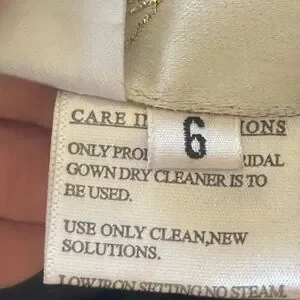 CARE IONS
6
ONLY PRO RIDAL
GOWN DRY CLEANER IS TO
BE USED.
USE ONLY CLEAN,NEW
SOLUTIONS.
LOW IRON SETTING NO STEAM.